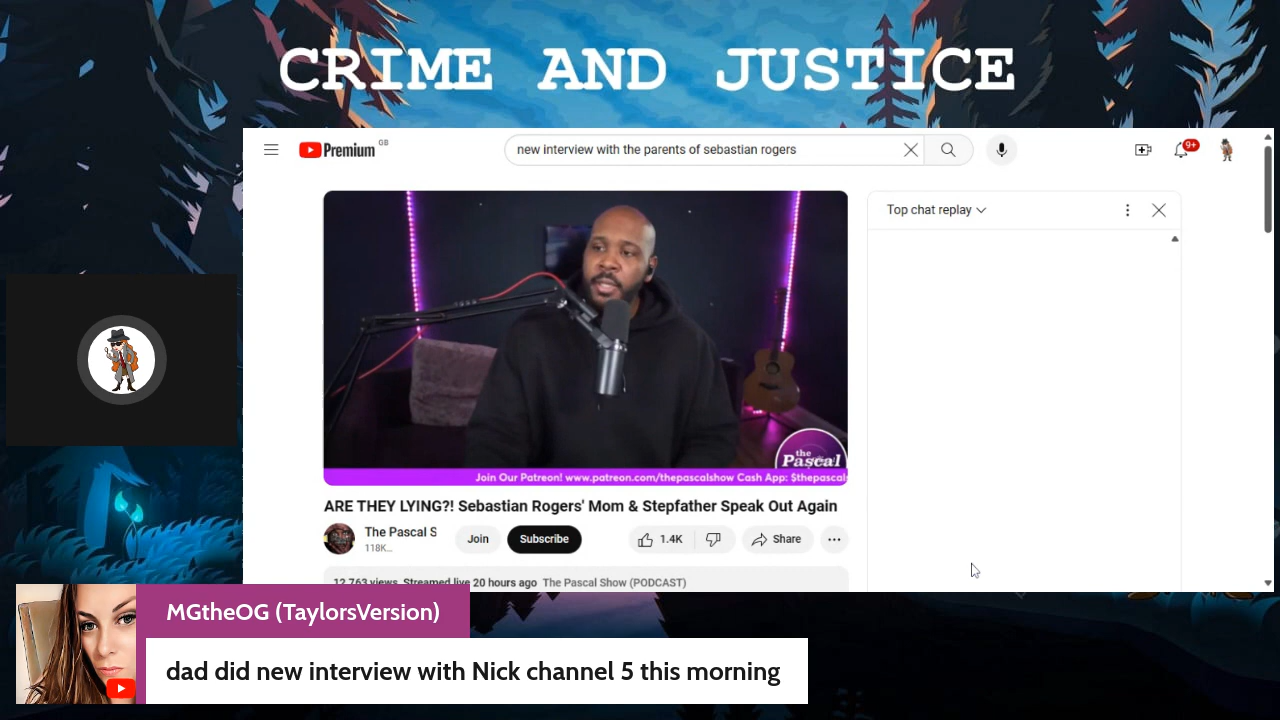 CRIME AND JUSTICE
Premium GB
new interview with the parents of sebastian rogers
9+
Top chat replay
the
Pascal
Join Our Patreon! www.patreon.com/thepascalshow Cash App: $thepascals
ARE THEY LYING?! Sebastian Rogers' Mom & Stepfather Speak Out Again
The Pascal S
118K...
Join
Subscribe
1.4K
Share
12,763 views Streamed live 20 hours ago The Pascal Show (PODCAST)
MGtheOG (TaylorsVersion)
dad did new interview with Nick channel 5 this morning